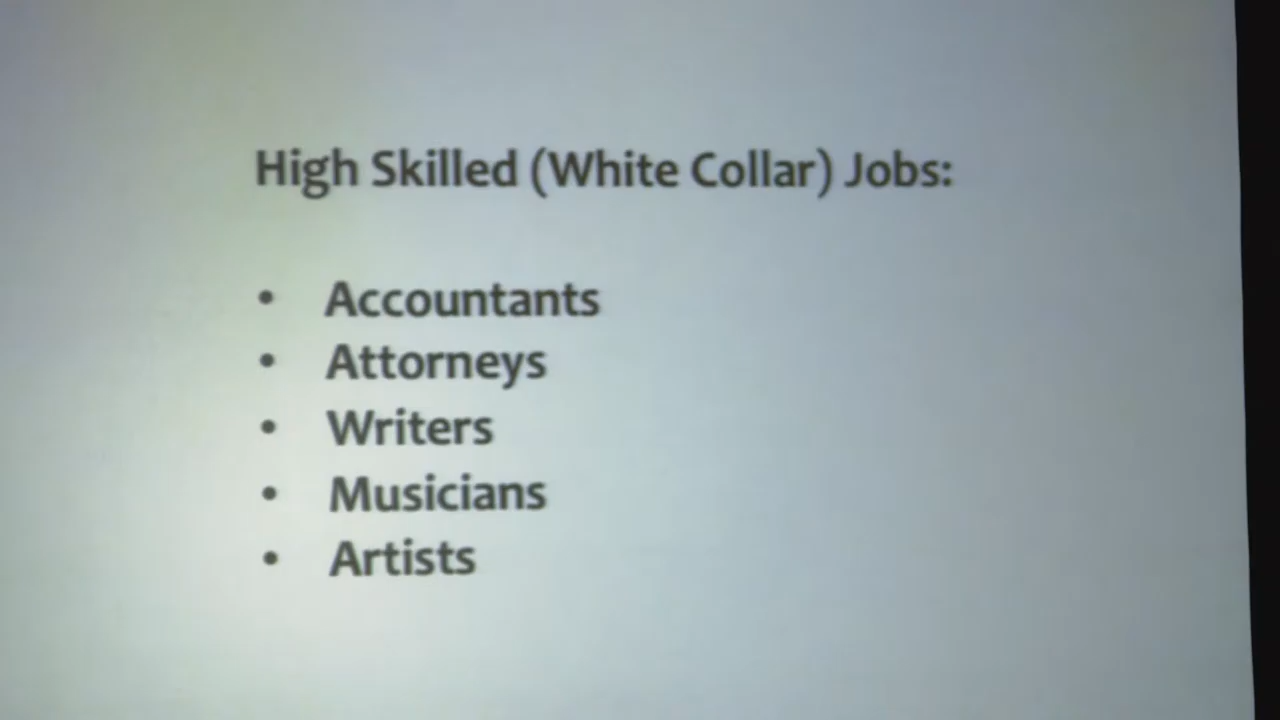 High Skilled (White Collar) Jobs:
• Accountants
• Attorneys
• Writers
• Musicians
• Artists